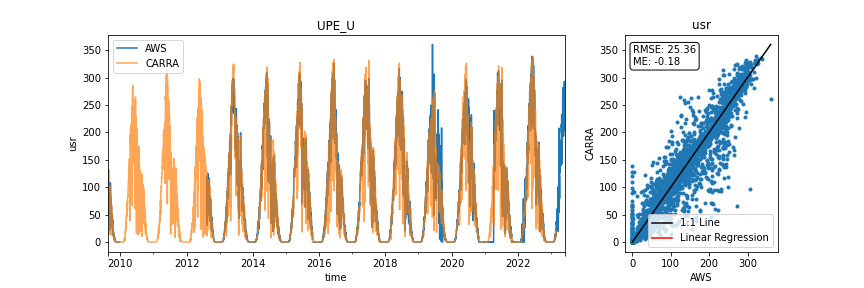 UPE_U
usr
AWS
CARRA
350
300
250
200
150
100
50
0
usr
2010 2012 2014 2016 2018 2020 2022
time
RMSE: 25.36
ME: -0.18
350
300
250
200
150
100
50
0
CARRA
1:1 Line
Linear Regression
0 100 200 300
AWS